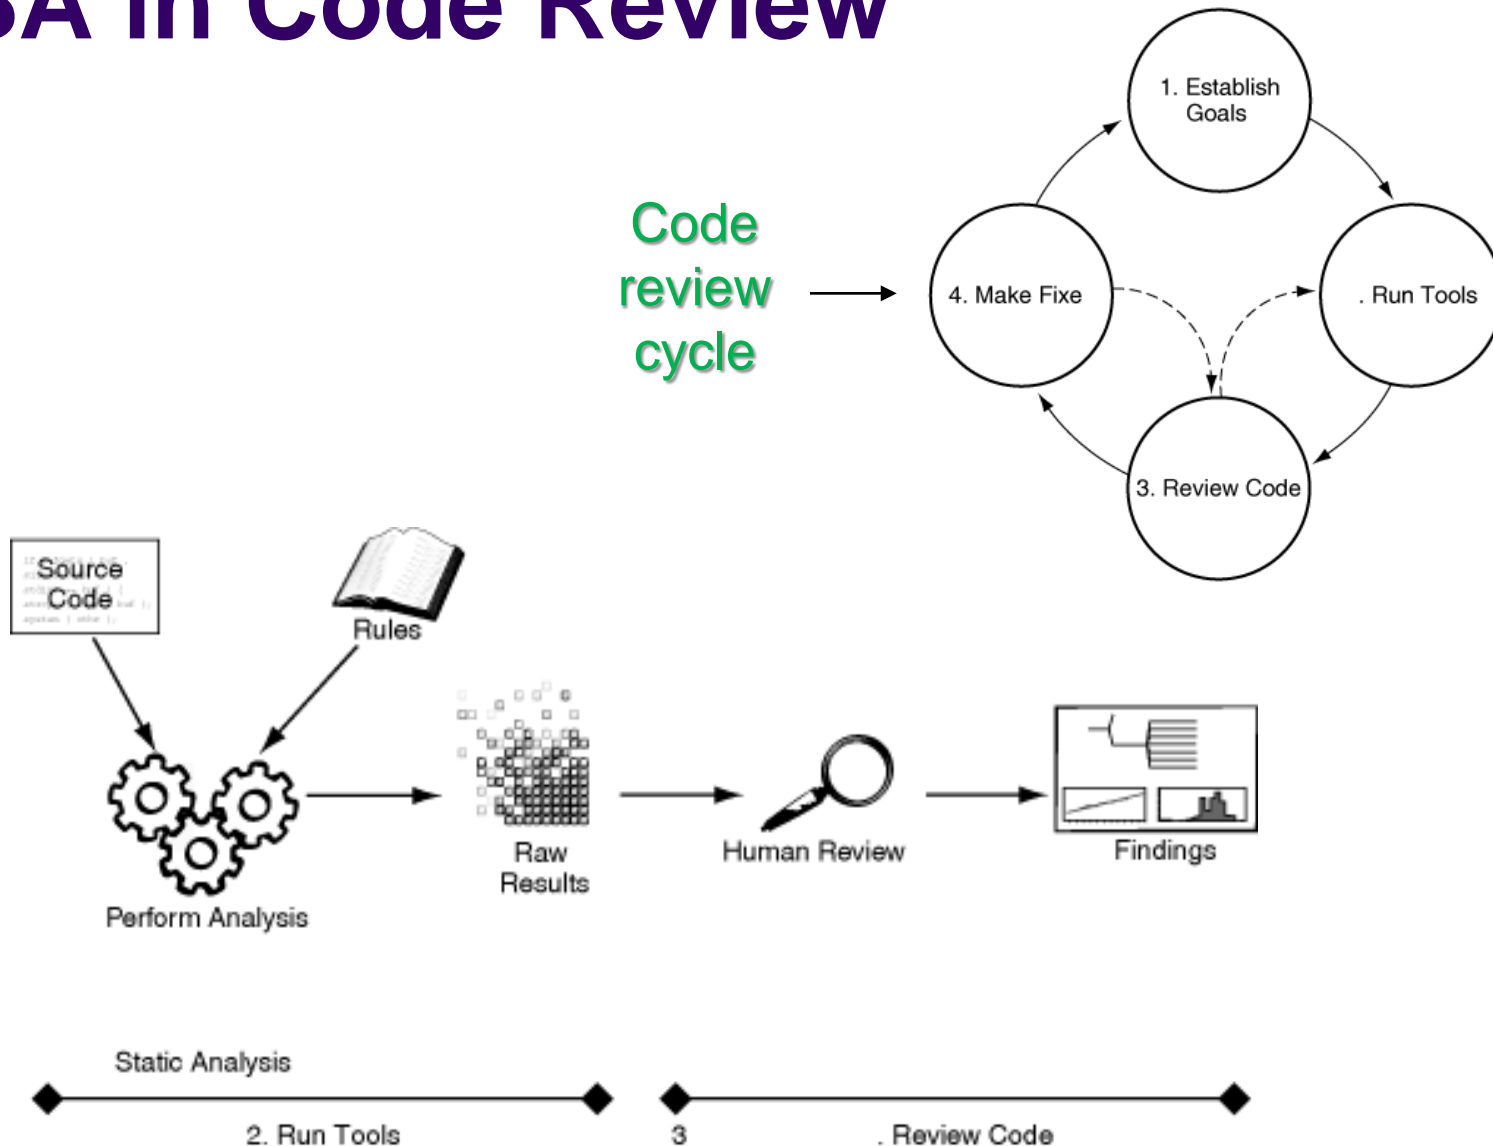 SA in Code Review
1. Establish
Goals
Code
review
cycle
4. Make Fixe
. Run Tools
3. Review Code
Source
Code
Rules
Raw
Results
Human Review
Findings
Perform Analysis
Static Analysis
2. Run Tools
3 . Review Code